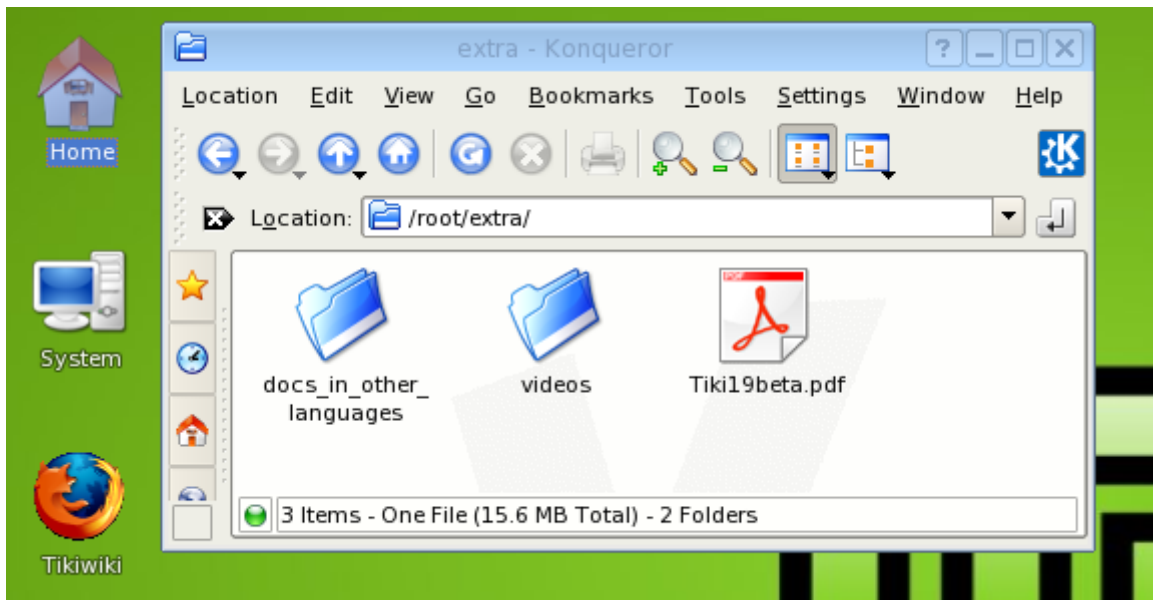 extra - Konqueror
Location Edit View Go Bookmarks Tools Settings Window Help
Home
Location: /root/extra/
System
docs_in_other_
languages
videos
PDF
Tiki19beta.pdf
3 Items - One File (15.6 MB Total) - 2 Folders
Tikiwiki